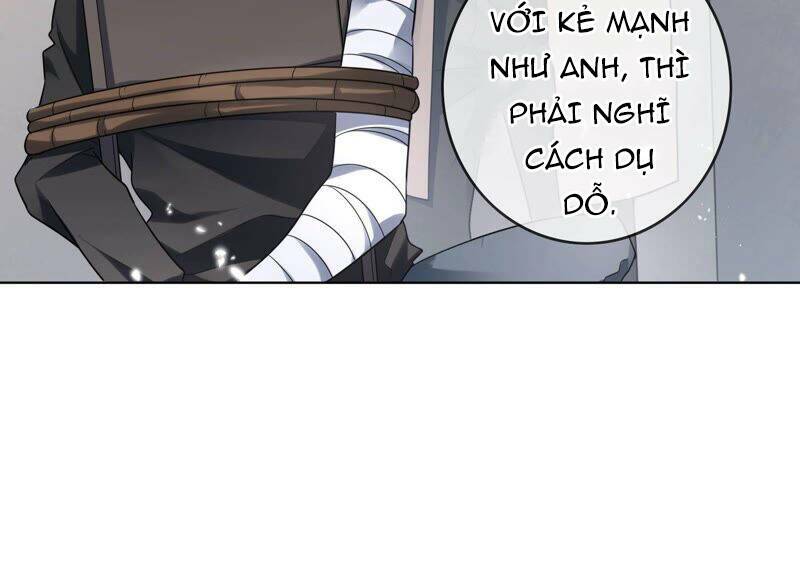 VỚI KẺ MẠNH
NHƯ ANH, THÌ
PHẢI NGHĨ
CÁCH DỤ
DỖ.